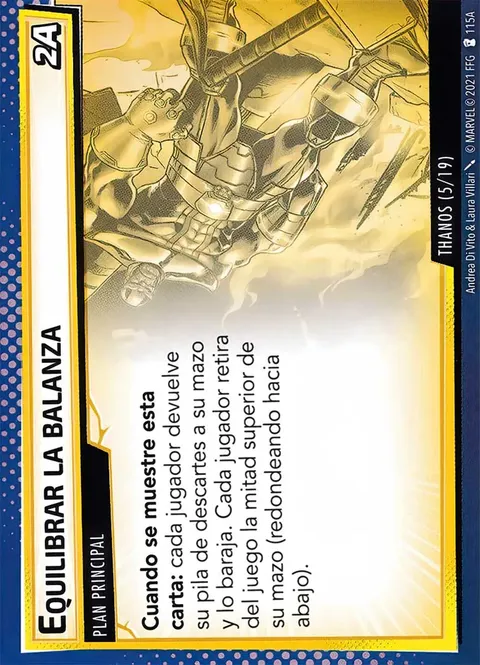 EQUILIBRAR LA BALANZA
2A
PLAN PRINCIPAL
Cuando se muestre esta
carta: cada jugador devuelve
su pila de descartes a su mazo
y lo baraja. Cada jugador retira
del juego la mitad superior de
su mazo (redondeando hacia
abajo).
THANOS (5/19)
Andrea Di Vito & Laura Villari © MARVEL © 2021 FFG 115A